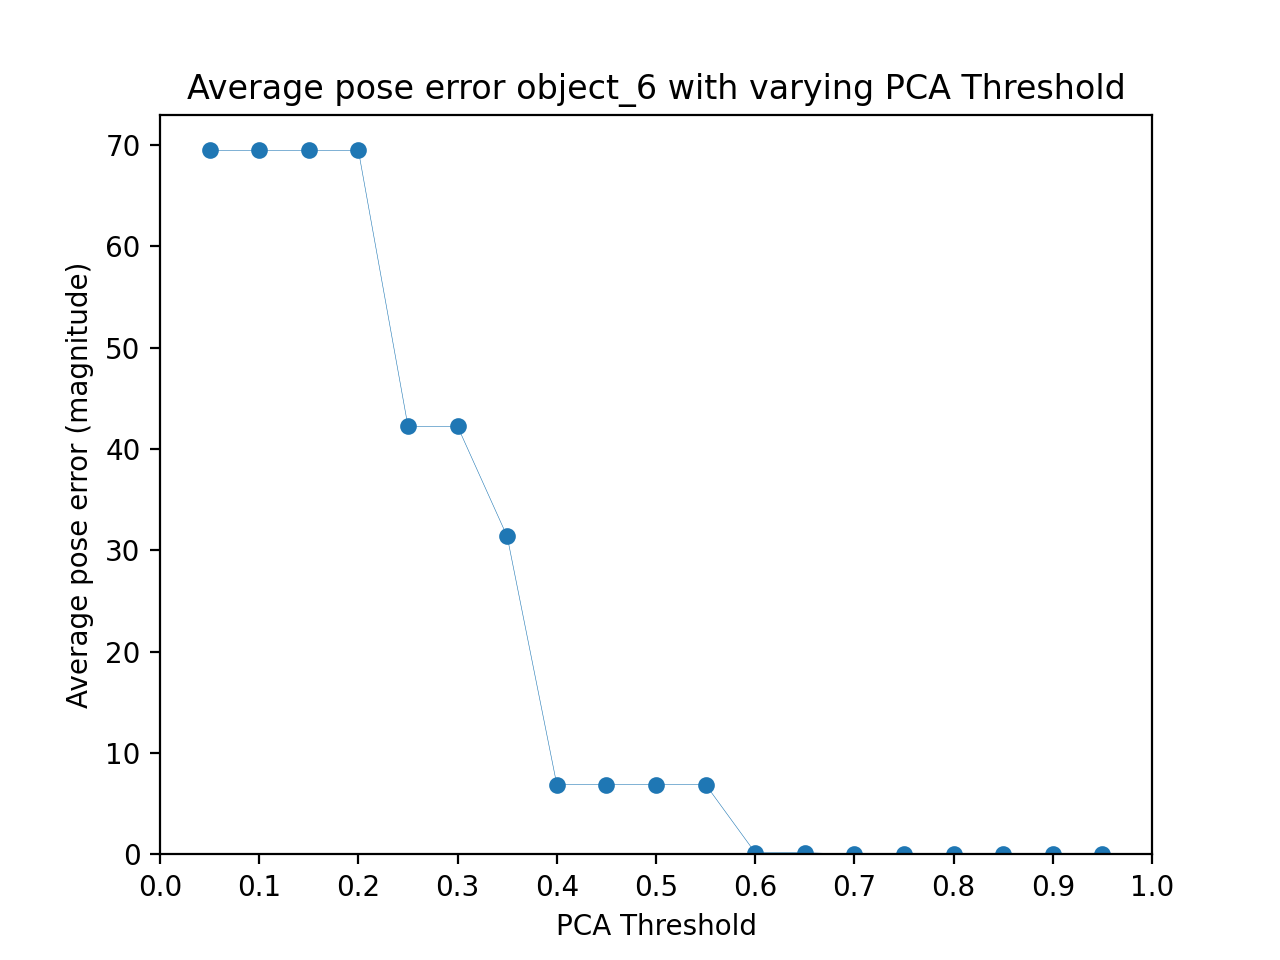 Average pose error object_6 with varying PCA Threshold
70
60
50
40
30
20
10
0
Average pose error (magnitude)
0.0 0.1 0.2 0.3 0.4 0.5 0.6 0.7 0.8 0.9 1.0
PCA Threshold